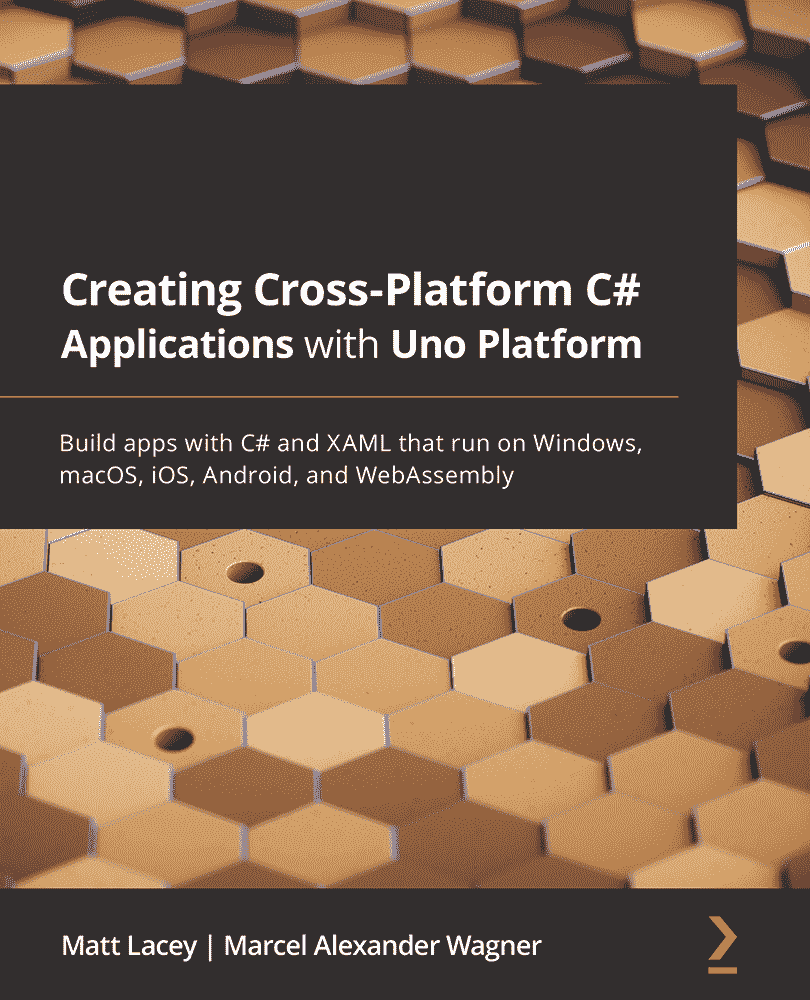 Creating Cross-Platform C#
Applications with Uno Platform
Build apps with C# and XAML that run on Windows,
macOS, iOS, Android, and WebAssembly
Matt Lacey | Marcel Alexander Wagner